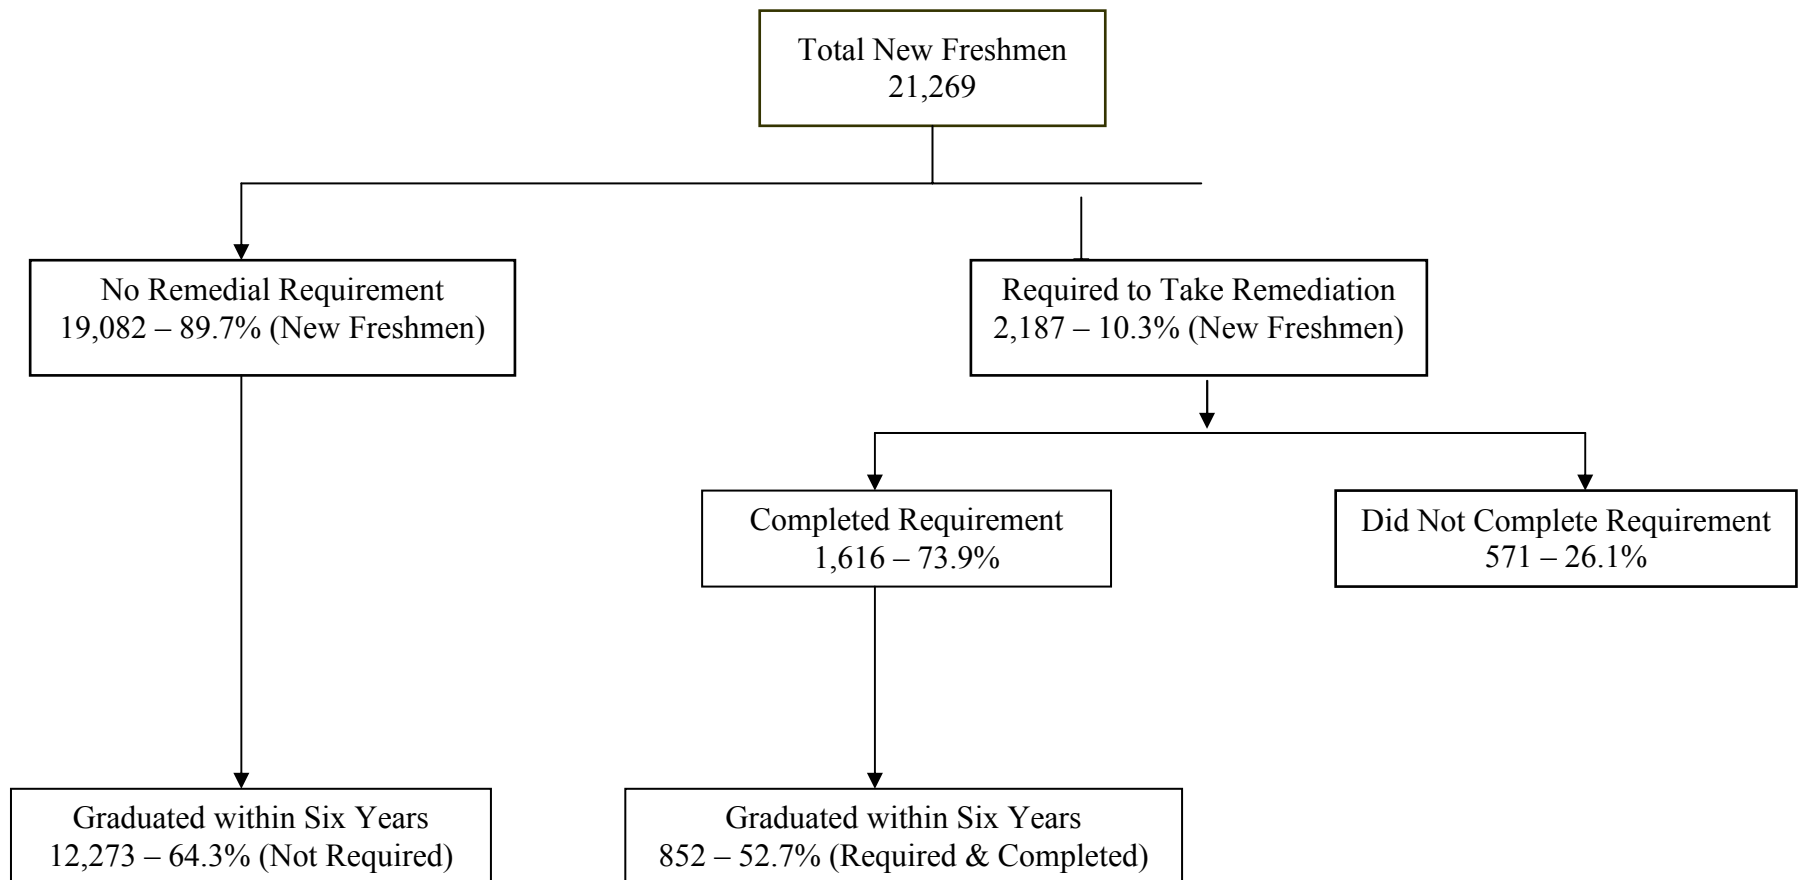 Total New Freshmen
21,269
No Remedial Requirement
19,082 – 89.7% (New Freshmen)
Required to Take Remediation
2,187 – 10.3% (New Freshmen)
Completed Requirement
1,616 – 73.9%
Did Not Complete Requirement
571 – 26.1%
Graduated within Six Years
12,273 – 64.3% (Not Required)
Graduated within Six Years
852 – 52.7% (Required & Completed)